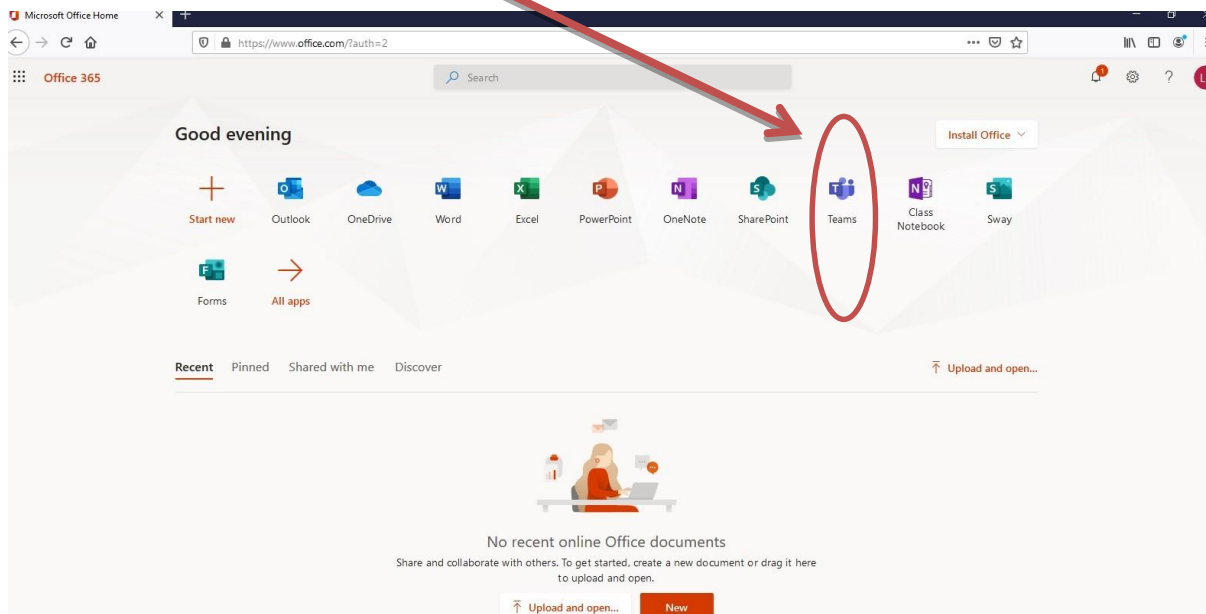 Microsoft Office Home
https://www.office.com/?auth=2
Office 365
Search
1
?
L
Good evening
Install Office
Start new
Outlook
OneDrive
Word
Excel
PowerPoint
OneNote
SharePoint
Teams
Class
Notebook
Sway
Forms
All apps
Recent Pinned Shared with me Discover
Upload and open...
No recent online Office documents
Share and collaborate with others. To get started, create a new document or drag it here
to upload and open.
Upload and open...
New